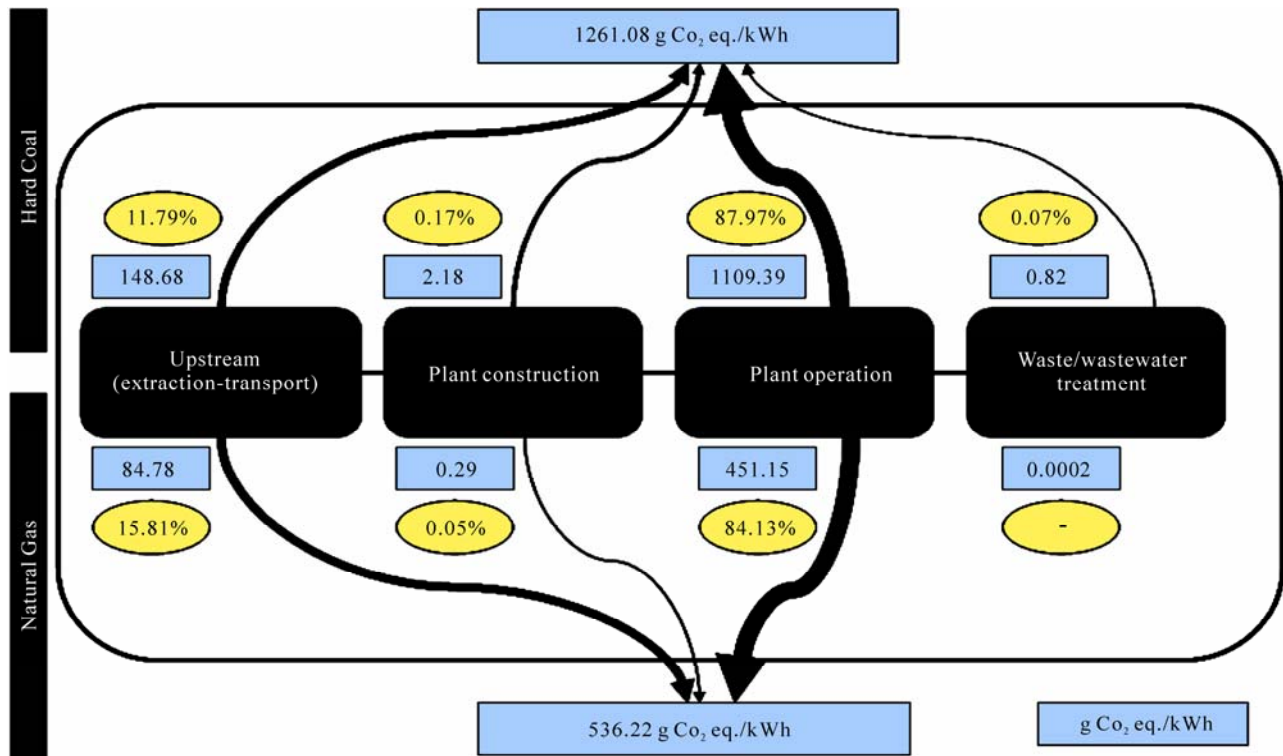 Hard Coal
1261.08 g Co₂ eq./kWh
11.79%
0.17%
87.97%
0.07%
148.68
2.18
1109.39
0.82
Upstream
(extraction-transport)
Plant construction
Plant operation
Waste/wastewater
treatment
Natural Gas
84.78
0.29
451.15
0.0002
15.81%
0.05%
84.13%
-
536.22 g Co₂ eq./kWh
g Co₂ eq./kWh